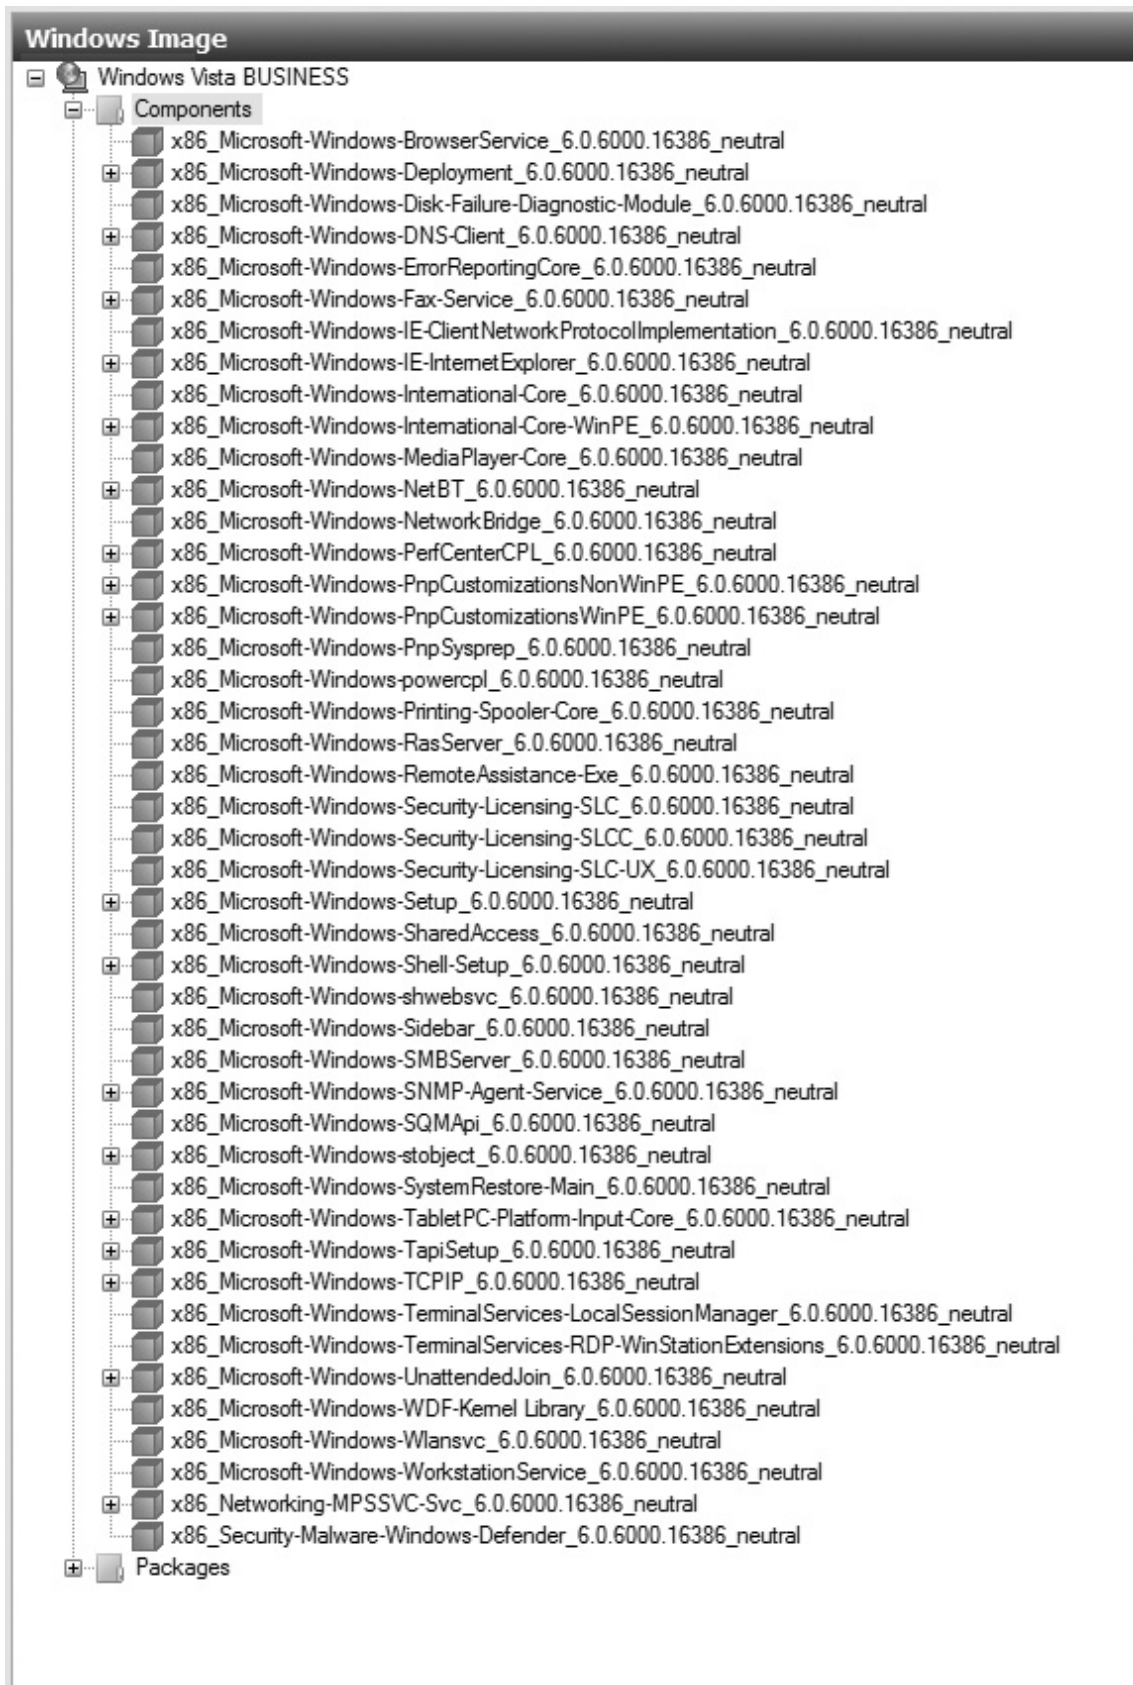 Windows Image
Windows Vista BUSINESS
Components
x86_Microsoft-Windows-BrowserService_6.0.6000.16386_neutral
x86_Microsoft-Windows-Deployment_6.0.6000.16386_neutral
x86_Microsoft-Windows-Disk-Failure-Diagnostic-Module_6.0.6000.16386_neutral
x86_Microsoft-Windows-DNS-Client_6.0.6000.16386_neutral
x86_Microsoft-Windows-ErrorReportingCore_6.0.6000.16386_neutral
x86_Microsoft-Windows-Fax-Service_6.0.6000.16386_neutral
x86_Microsoft-Windows-IE-ClientNetworkProtocolImplementation_6.0.6000.16386_neutral
x86_Microsoft-Windows-IE-InternetExplorer_6.0.6000.16386_neutral
x86_Microsoft-Windows-International-Core_6.0.6000.16386_neutral
x86_Microsoft-Windows-International-Core-WinPE_6.0.6000.16386_neutral
x86_Microsoft-Windows-MediaPlayer-Core_6.0.6000.16386_neutral
x86_Microsoft-Windows-NetBT_6.0.6000.16386_neutral
x86_Microsoft-Windows-NetworkBridge_6.0.6000.16386_neutral
x86_Microsoft-Windows-PerfCenterCPL_6.0.6000.16386_neutral
x86_Microsoft-Windows-PnpCustomizationsNonWinPE_6.0.6000.16386_neutral
x86_Microsoft-Windows-PnpCustomizationsWinPE_6.0.6000.16386_neutral
x86_Microsoft-Windows-PnpSysprep_6.0.6000.16386_neutral
x86_Microsoft-Windows-powercpl_6.0.6000.16386_neutral
x86_Microsoft-Windows-Printing-Spooler-Core_6.0.6000.16386_neutral
x86_Microsoft-Windows-RasServer_6.0.6000.16386_neutral
x86_Microsoft-Windows-RemoteAssistance-Exe_6.0.6000.16386_neutral
x86_Microsoft-Windows-Security-Licensing-SLC_6.0.6000.16386_neutral
x86_Microsoft-Windows-Security-Licensing-SLCC_6.0.6000.16386_neutral
x86_Microsoft-Windows-Security-Licensing-SLC-UX_6.0.6000.16386_neutral
x86_Microsoft-Windows-Setup_6.0.6000.16386_neutral
x86_Microsoft-Windows-SharedAccess_6.0.6000.16386_neutral
x86_Microsoft-Windows-Shell-Setup_6.0.6000.16386_neutral
x86_Microsoft-Windows-shwebsvc_6.0.6000.16386_neutral
x86_Microsoft-Windows-Sidebar_6.0.6000.16386_neutral
x86_Microsoft-Windows-SMBServer_6.0.6000.16386_neutral
x86_Microsoft-Windows-SNMP-Agent-Service_6.0.6000.16386_neutral
x86_Microsoft-Windows-SQMApi_6.0.6000.16386_neutral
x86_Microsoft-Windows-stobject_6.0.6000.16386_neutral
x86_Microsoft-Windows-SystemRestore-Main_6.0.6000.16386_neutral
x86_Microsoft-Windows-TabletPC-Platform-Input-Core_6.0.6000.16386_neutral
x86_Microsoft-Windows-TapiSetup_6.0.6000.16386_neutral
x86_Microsoft-Windows-TCPIP_6.0.6000.16386_neutral
x86_Microsoft-Windows-TerminalServices-LocalSessionManager_6.0.6000.16386_neutral
x86_Microsoft-Windows-TerminalServices-RDP-WinStationExtensions_6.0.6000.16386_neutral
x86_Microsoft-Windows-UnattendedJoin_6.0.6000.16386_neutral
x86_Microsoft-Windows-WDF-Kernel Library_6.0.6000.16386_neutral
x86_Microsoft-Windows-Wlansvc_6.0.6000.16386_neutral
x86_Microsoft-Windows-WorkstationService_6.0.6000.16386_neutral
x86_Networking-MPSSVC-Svc_6.0.6000.16386_neutral
x86_Security-Malware-Windows-Defender_6.0.6000.16386_neutral
Packages